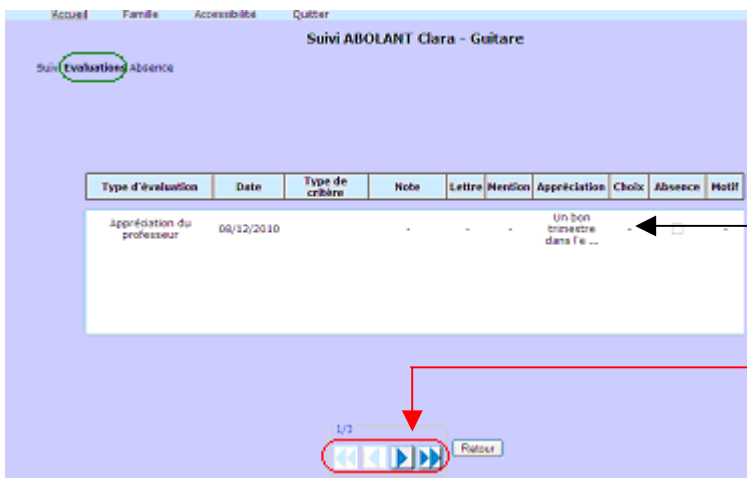 Accueil Famille Accessibilité Quitter
Suivi ABOLANT Clara - Guitare
Suivi Evaluations Absence
Type d'évaluation Date Type de critère Note Lettre Mention Appréciation Choix Absence Motif
Appréciation du professeur 08/12/2010 - - - Un bon trimestre dans l'e ... - -
1/3
Retour